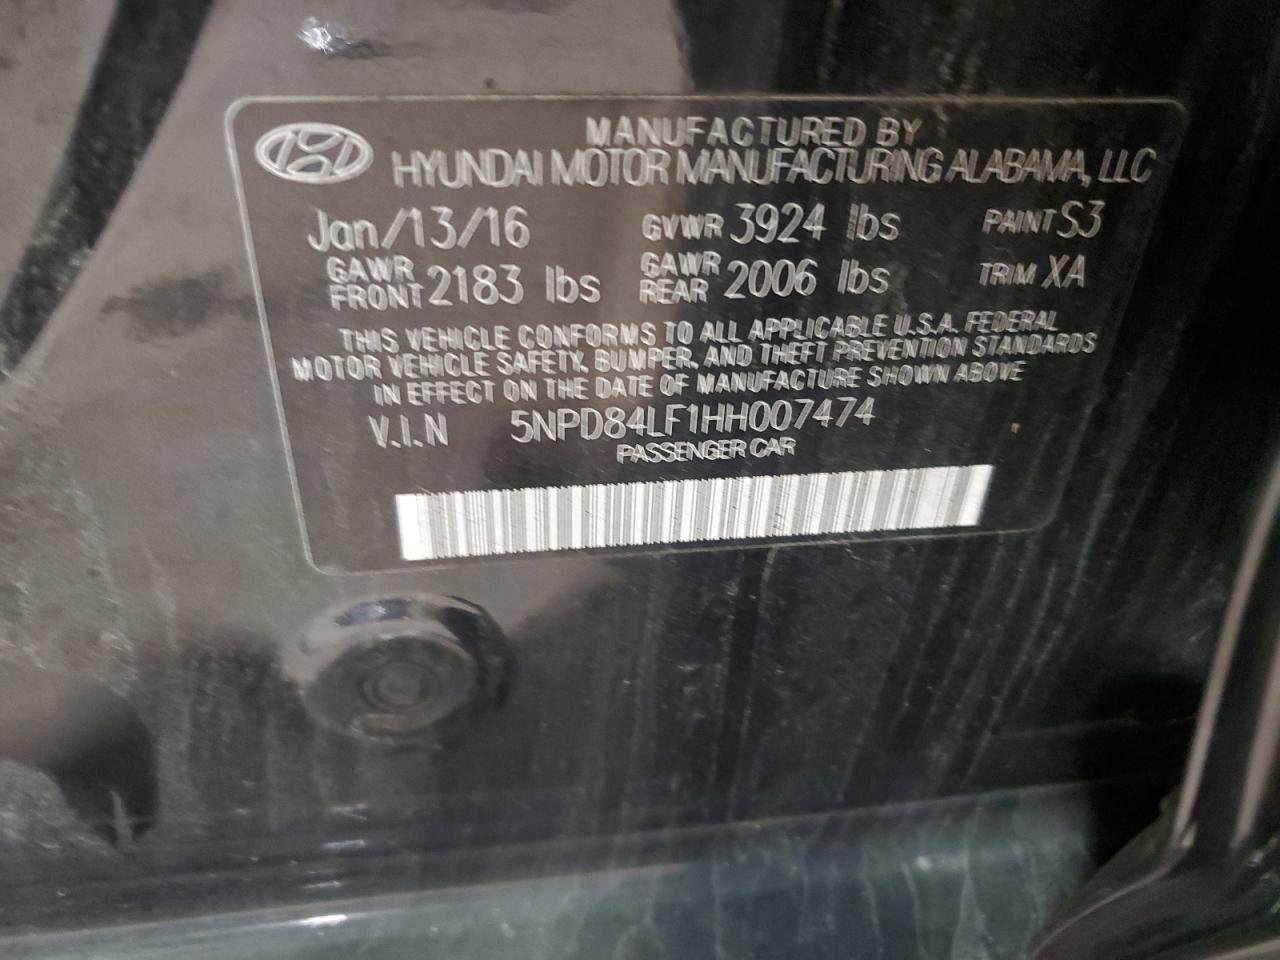 MANUFACTURED BY
HYUNDAI MOTOR MANUFACTURING ALABAMA, LLC
Jan/13/16 GVWR 3924 lbs PAINT S3
GAWR FRONT 2183 lbs GAWR REAR 2006 lbs TRIM XA
THIS VEHICLE CONFORMS TO ALL APPLICABLE U.S.A. FEDERAL
MOTOR VEHICLE SAFETY, BUMPER, AND THEFT PREVENTION STANDARDS
IN EFFECT ON THE DATE OF MANUFACTURE SHOWN ABOVE
V.I.N 5NPD84LF1HH007474
PASSENGER CAR